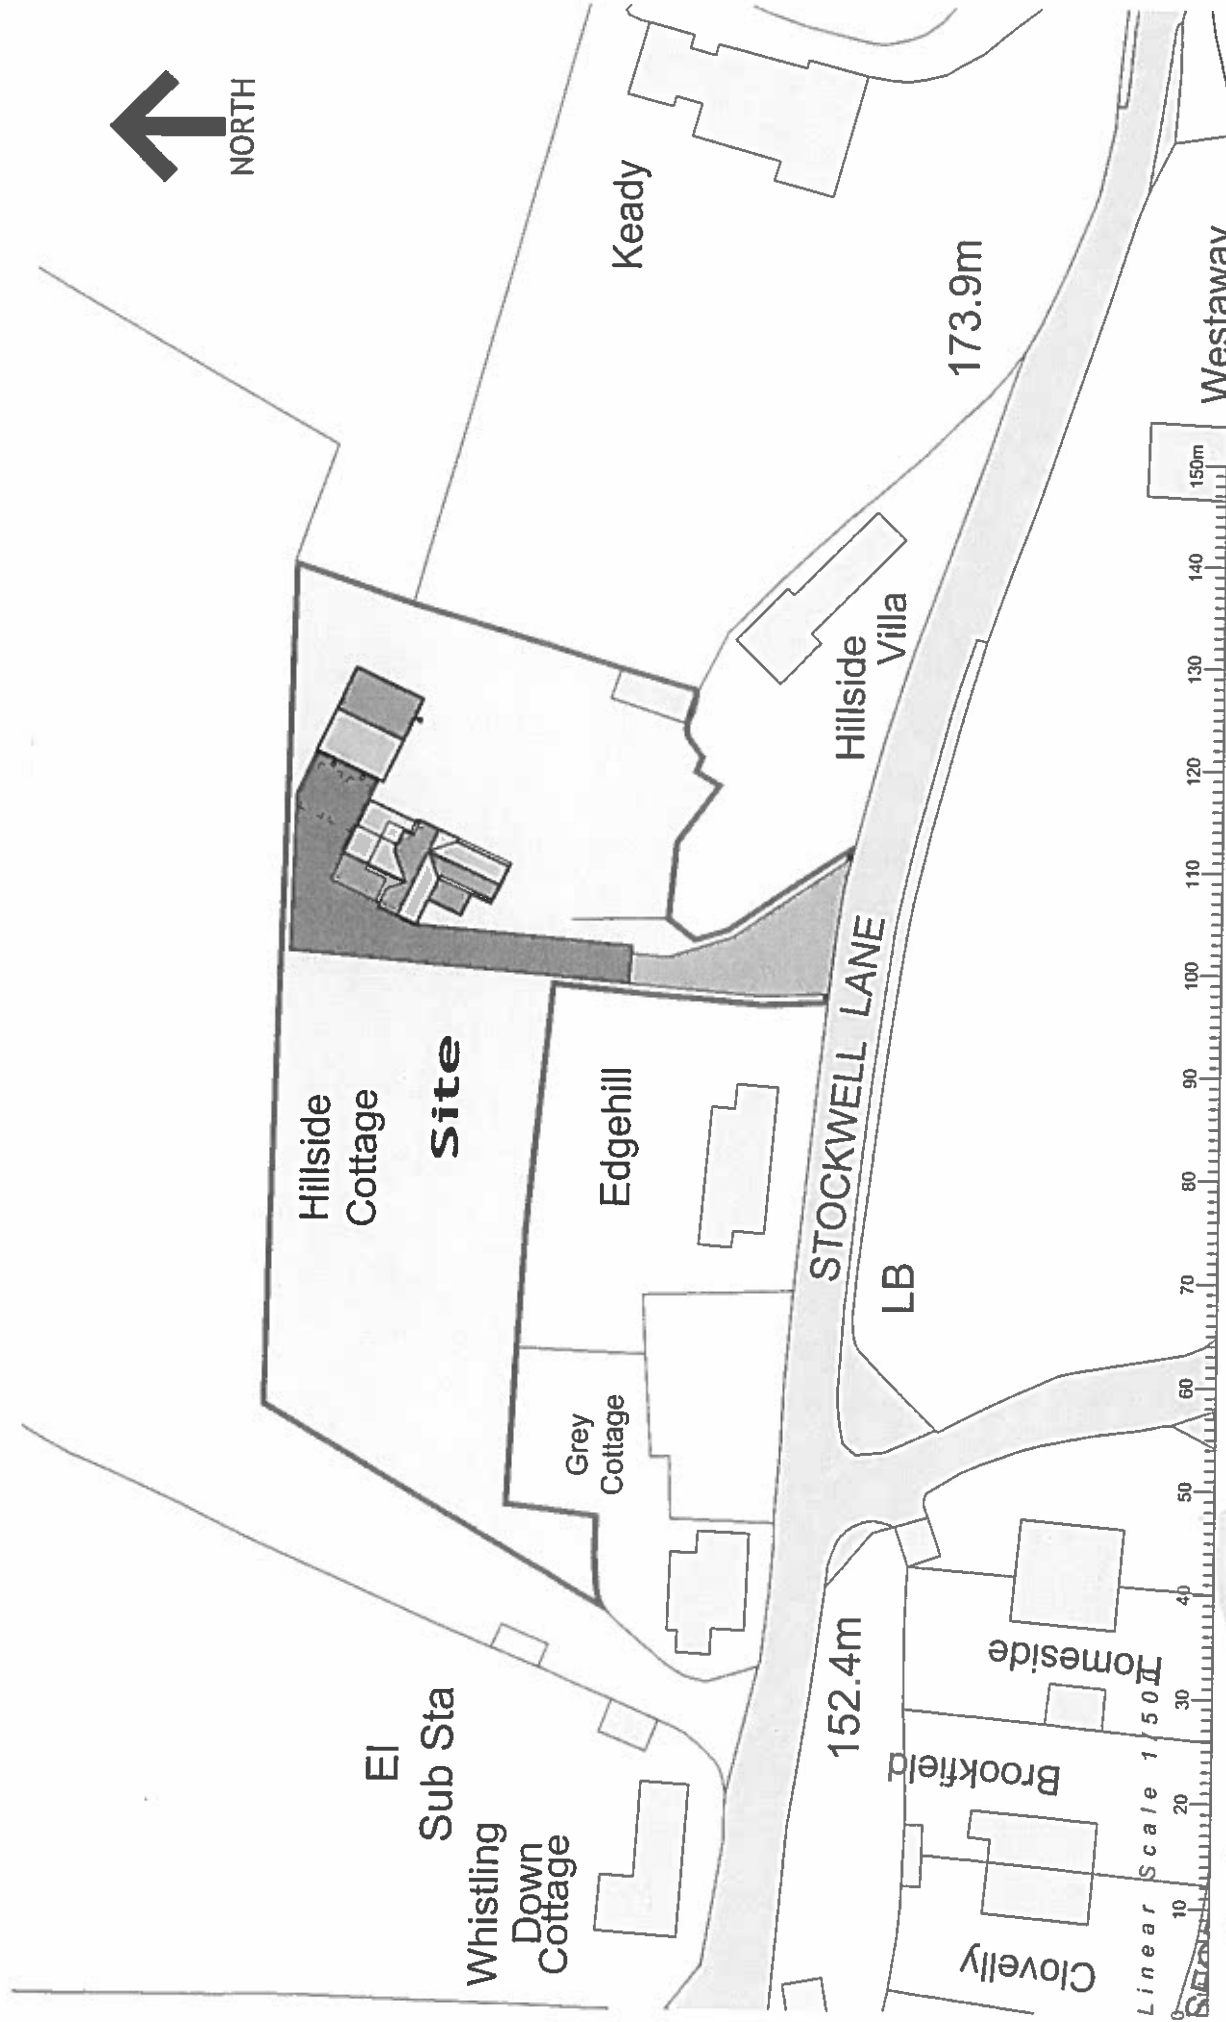 NORTH
Keady
173.9m
Westaway
Hillside
Villa
Hillside
Cottage
Site
Edgehill
STOCKWELL LANE
LB
Grey
Cottage
El
Sub Sta
Whistling
Down
Cottage
152.4m
Homeside
Brookfield
Clovelly
Linear Scale 1/500
0 10 20 30 40 50 60 70 80 90 100 110 120 130 140 150m